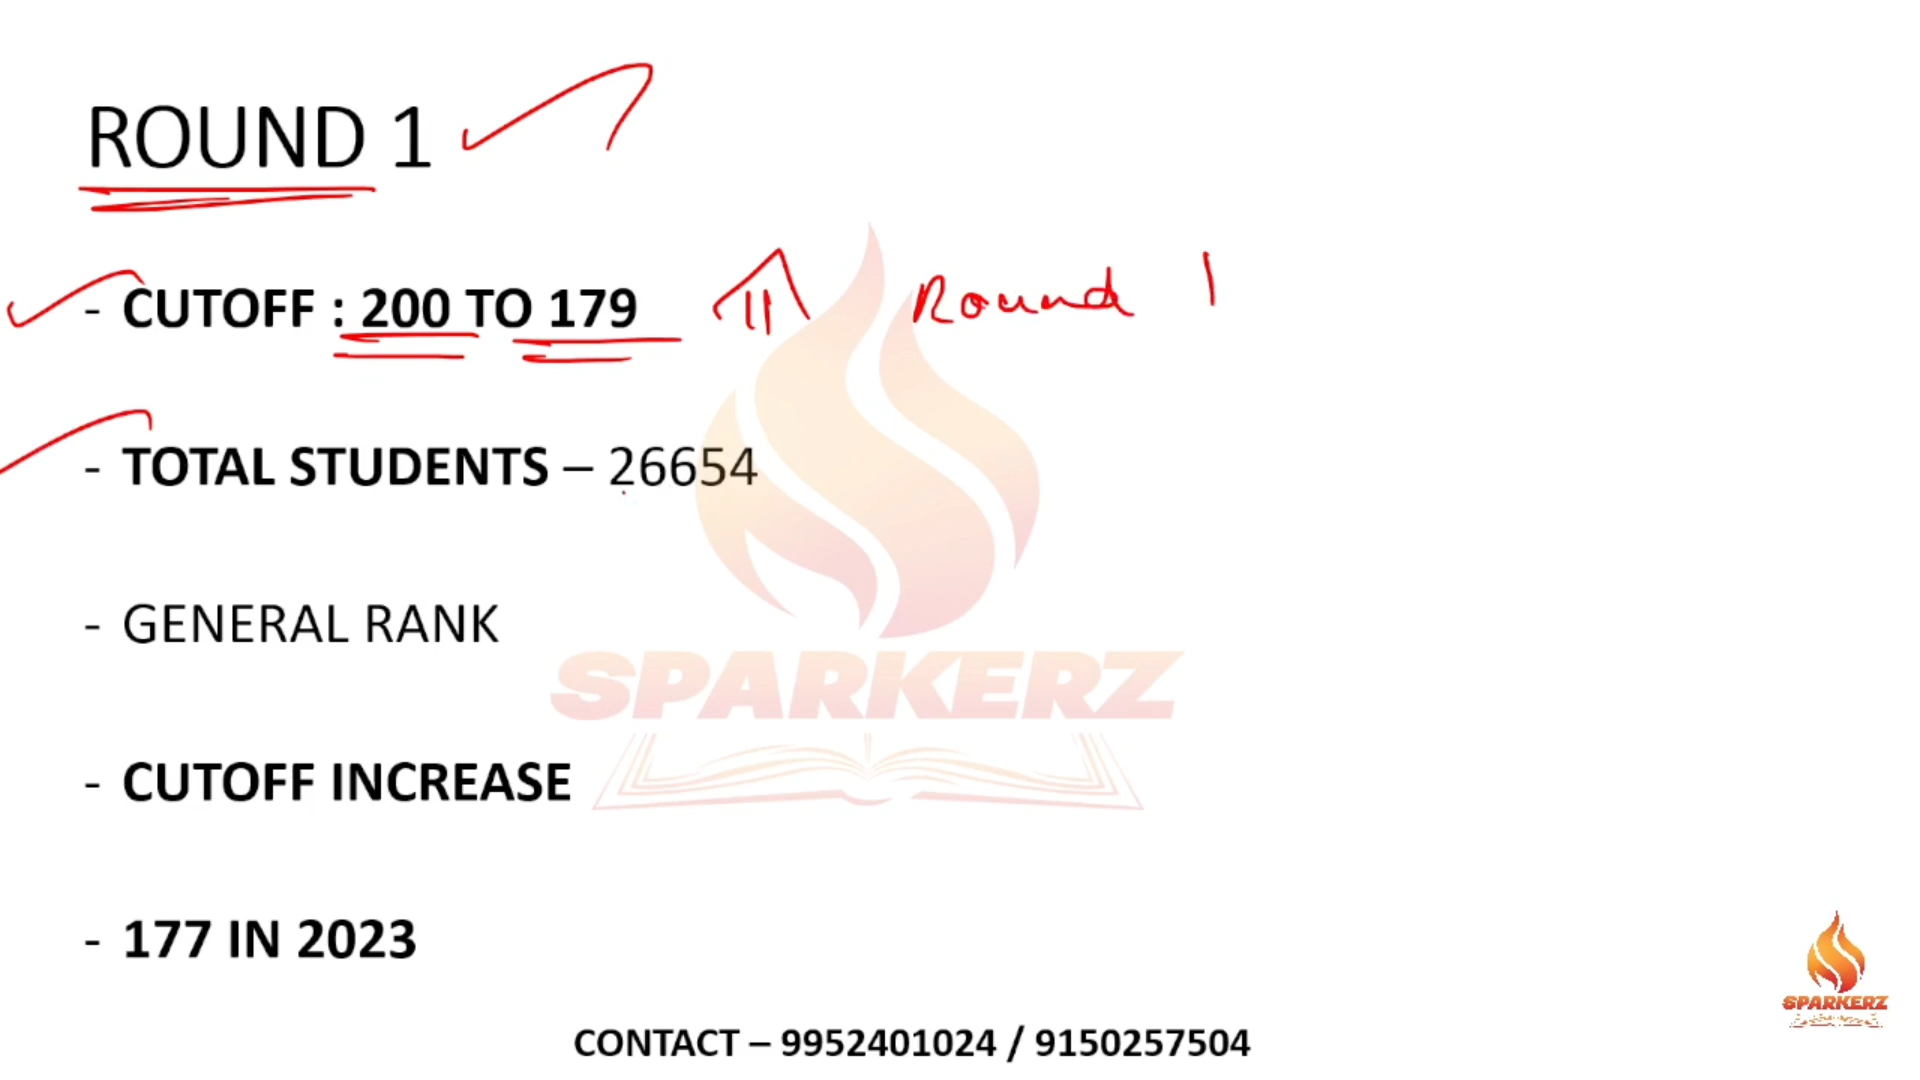 ROUND 1
- CUTOFF : 200 TO 179 Round 1
- TOTAL STUDENTS – 26654
- GENERAL RANK
SPARKERZ
- CUTOFF INCREASE
- 177 IN 2023
SPARKERZ
CONTACT – 9952401024 / 9150257504